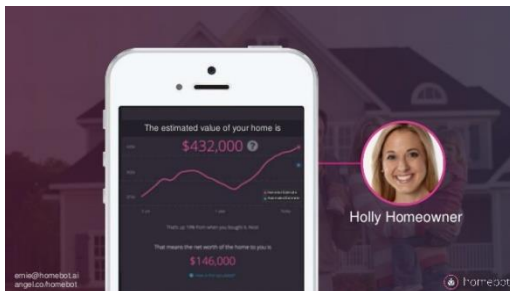 The estimated value of your home is
$432,000 ?
That means the net worth of the home to you is
$146,000
Holly Homeowner
ernie@homebot.ai
angel.co/homebot
homebot